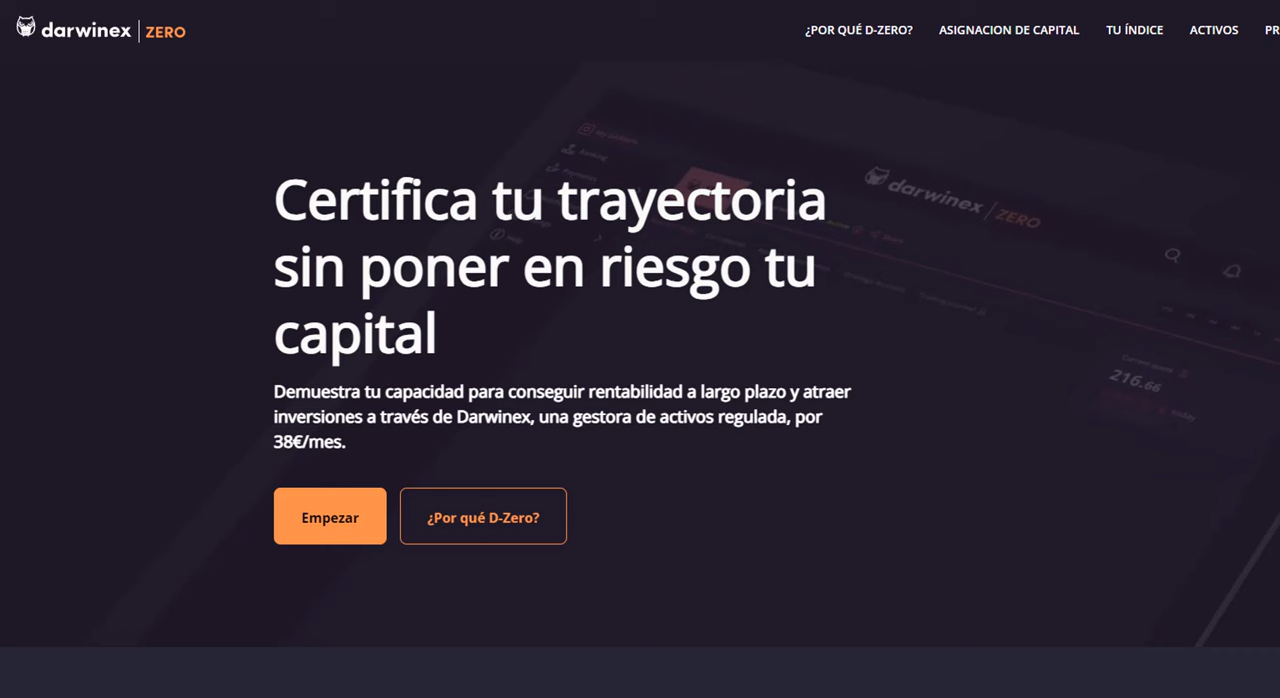 darwinex | ZERO
¿POR QUÉ D-ZERO?
ASIGNACION DE CAPITAL
TU ÍNDICE
ACTIVOS
PR
Certifica tu trayectoria
sin poner en riesgo tu
capital
Demuestra tu capacidad para conseguir rentabilidad a largo plazo y atraer
inversiones a través de Darwinex, una gestora de activos regulada, por
38€/mes.
Empezar
¿Por qué D-Zero?
darwinex / ZERO
216.66
today